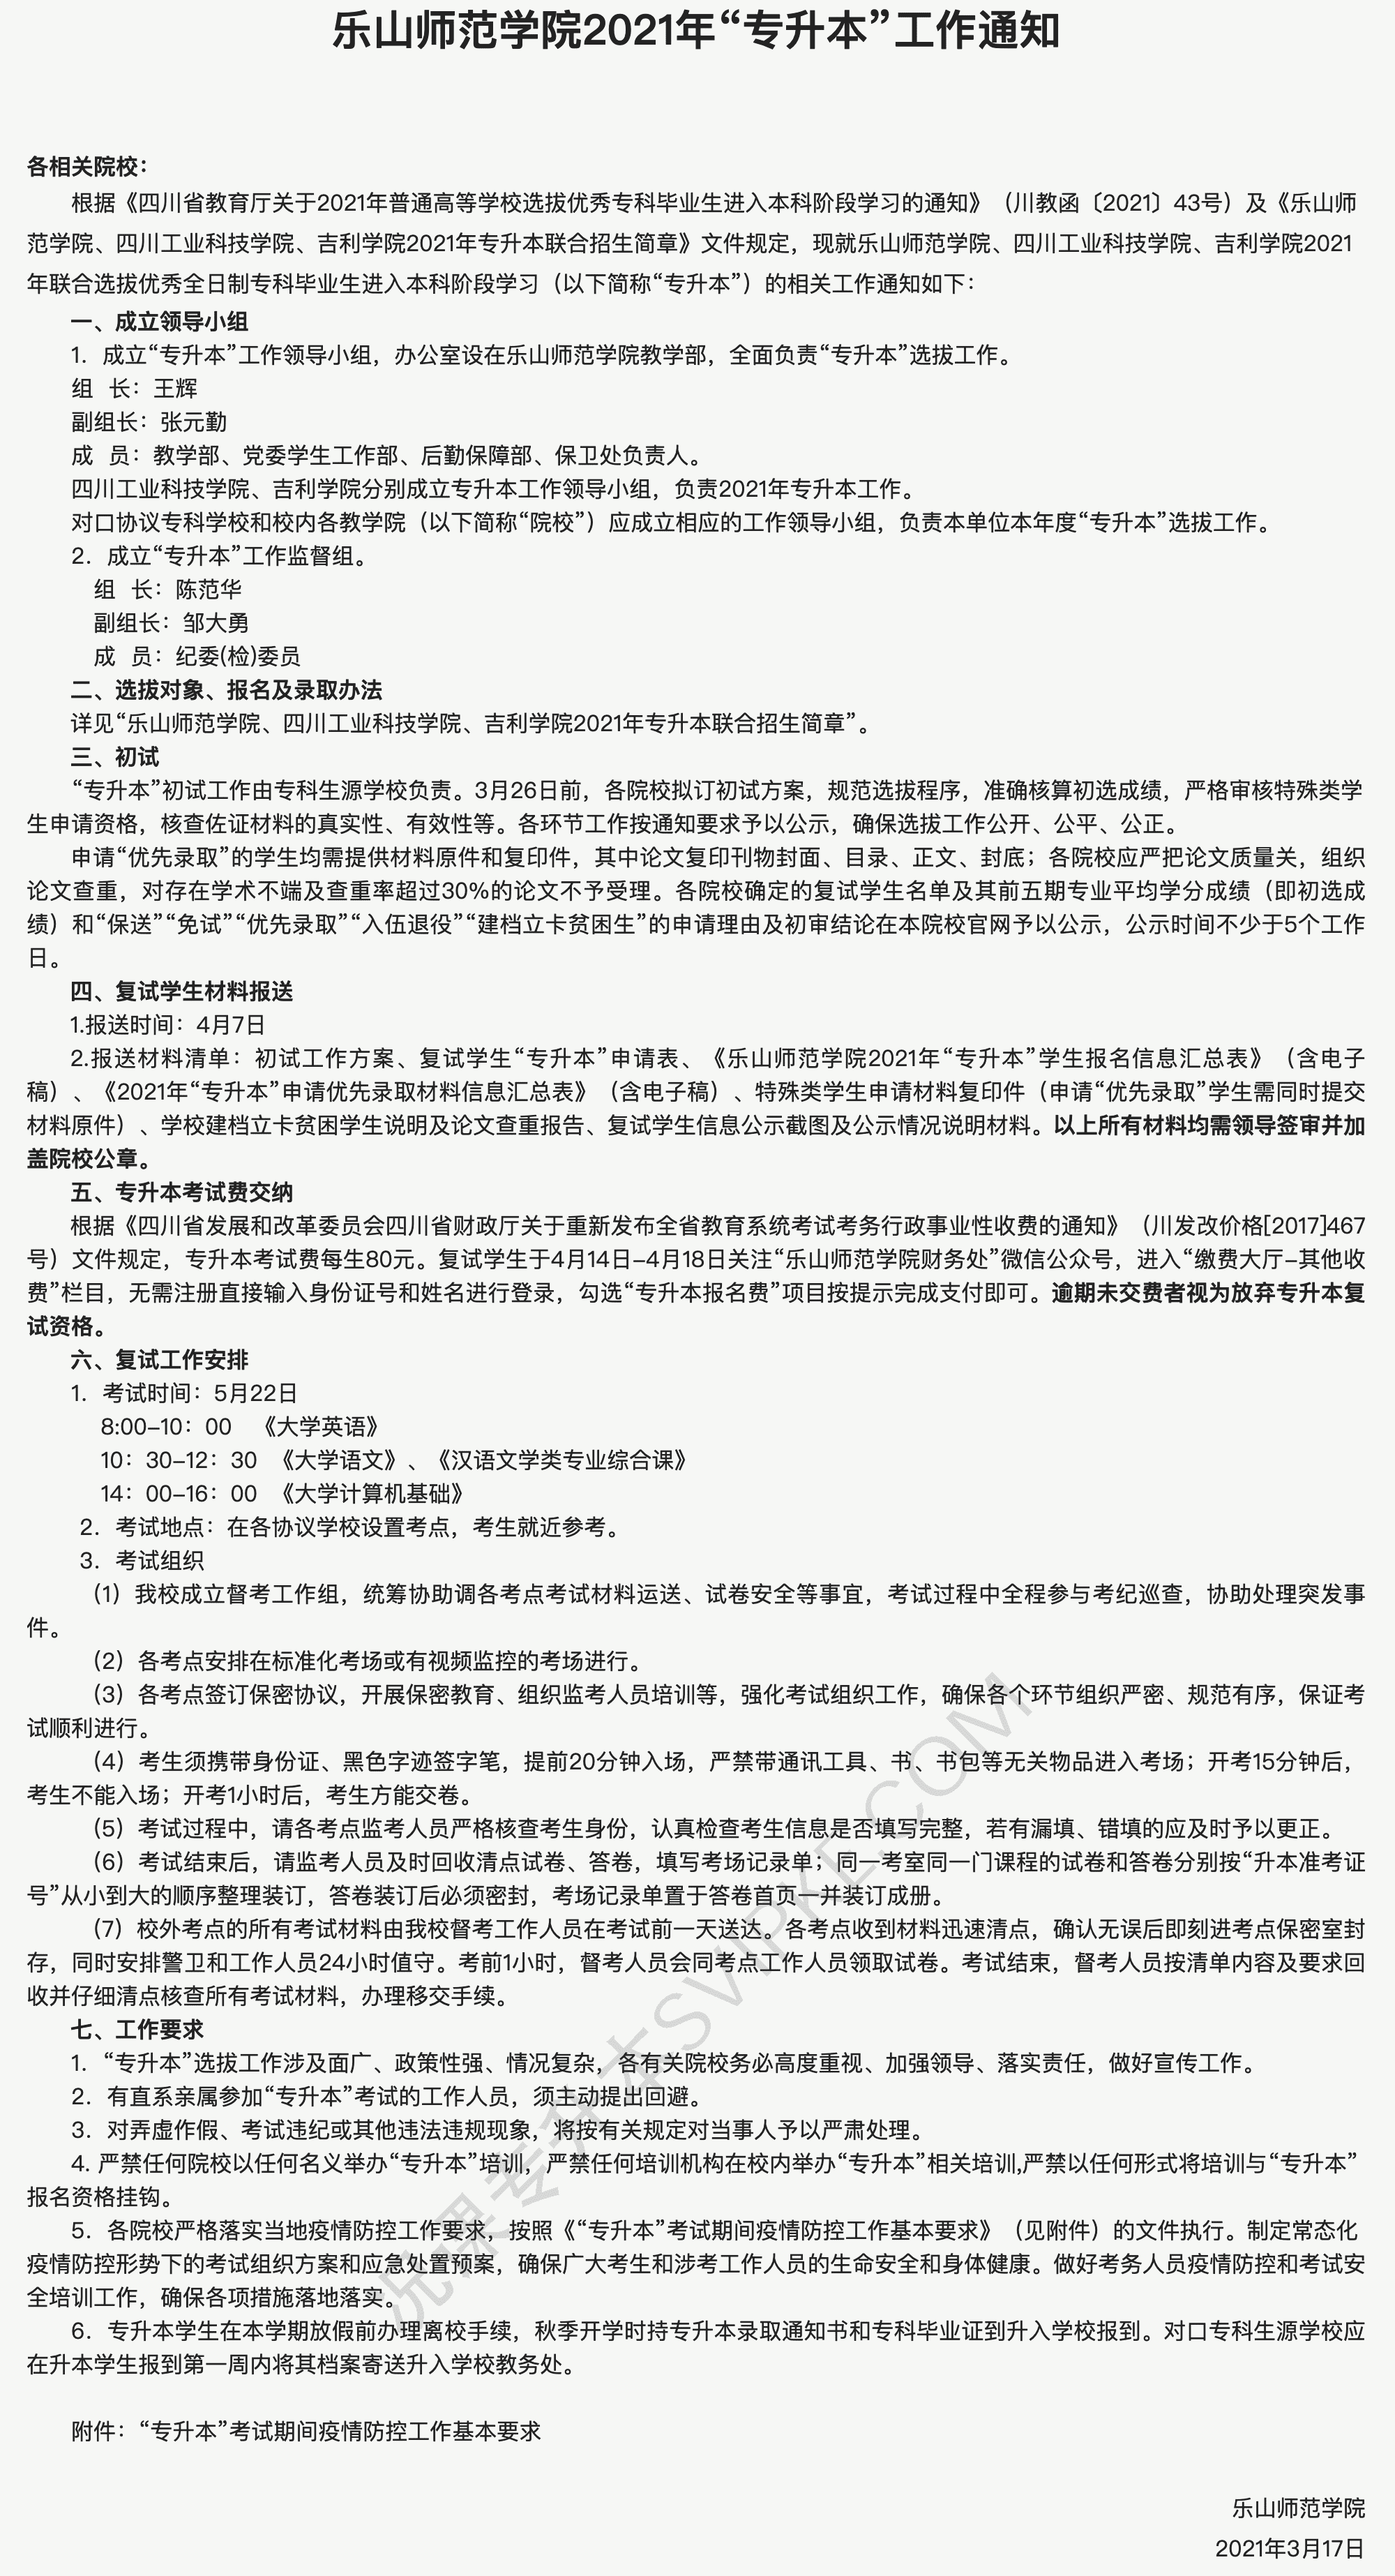 乐山师范学院2021年“专升本”工作通知
各相关院校：
根据《四川省教育厅关于2021年普通高等学校选拔优秀专科毕业生进入本科阶段学习的通知》（川教函〔2021〕43号）及《乐山师
范学院、四川工业科技学院、吉利学院2021年专升本联合招生简章》文件规定，现就乐山师范学院、四川工业科技学院、吉利学院2021
年联合选拔优秀全日制专科毕业生进入本科阶段学习（以下简称“专升本”）的相关工作通知如下：
一、成立领导小组
1. 成立“专升本”工作领导小组，办公室设在乐山师范学院教学部，全面负责“专升本”选拔工作。
组 长：王辉
副组长：张元勤
成 员：教学部、党委学生工作部、后勤保障部、保卫处负责人。
四川工业科技学院、吉利学院分别成立专升本工作领导小组，负责2021年专升本工作。
对口协议专科学校和校内各教学院（以下简称“院校”）应成立相应的工作领导小组，负责本单位本年度“专升本”选拔工作。
2. 成立“专升本”工作监督组。
组 长：陈范华
副组长：邹大勇
成 员：纪委(检)委员
二、选拔对象、报名及录取办法
详见“乐山师范学院、四川工业科技学院、吉利学院2021年专升本联合招生简章”。
三、初试
“专升本”初试工作由专科生源学校负责。3月26日前，各院校拟订初试方案，规范选拔程序，准确核算初选成绩，严格审核特殊类学
生申请资格，核查佐证材料的真实性、有效性等。各环节工作按通知要求予以公示，确保选拔工作公开、公平、公正。
申请“优先录取”的学生均需提供材料原件和复印件，其中论文复印刊物封面、目录、正文、封底；各院校应严把论文质量关，组织
论文查重，对存在学术不端及查重率超过30%的论文不予受理。各院校确定的复试学生名单及其前五期专业平均学分成绩（即初选成
绩）和“保送”“免试”“优先录取”“入伍退役”“建档立卡贫困生”的申请理由及初审结论在本院校官网予以公示，公示时间不少于5个工作
日。
四、复试学生材料报送
1.报送时间：4月7日
2.报送材料清单：初试工作方案、复试学生“专升本”申请表、《乐山师范学院2021年“专升本”学生报名信息汇总表》（含电子
稿）、《2021年“专升本”申请优先录取材料信息汇总表》（含电子稿）、特殊类学生申请材料复印件（申请“优先录取”学生需同时提交
材料原件）、学校建档立卡贫困学生说明及论文查重报告、复试学生信息公示截图及公示情况说明材料。以上所有材料均需领导签审并加
盖院校公章。
五、专升本考试费交纳
根据《四川省发展和改革委员会四川省财政厅关于重新发布全省教育系统考试考务行政事业性收费的通知》（川发改价格[2017]467
号）文件规定，专升本考试费每生80元。复试学生于4月14日-4月18日关注“乐山师范学院财务处”微信公众号，进入“缴费大厅-其他收
费”栏目，无需注册直接输入身份证号和姓名进行登录，勾选“专升本报名费”项目按提示完成支付即可。逾期未交费者视为放弃专升本复
试资格。
六、复试工作安排
1. 考试时间：5月22日
8:00-10：00 《大学英语》
10：30-12：30 《大学语文》、《汉语文学类专业综合课》
14：00-16：00 《大学计算机基础》
2. 考试地点：在各协议学校设置考点，考生就近参考。
3. 考试组织
（1）我校成立督考工作组，统筹协助调各考点考试材料运送、试卷安全等事宜，考试过程中全程参与考纪巡查，协助处理突发事
件。
（2）各考点安排在标准化考场或有视频监控的考场进行。
（3）各考点签订保密协议，开展保密教育、组织监考人员培训等，强化考试组织工作，确保各个环节组织严密、规范有序，保证考
试顺利进行。
（4）考生须携带身份证、黑色字迹签字笔，提前20分钟入场，严禁带通讯工具、书、书包等无关物品进入考场；开考15分钟后，
考生不能入场；开考1小时后，考生方能交卷。
（5）考试过程中，请各考点监考人员严格核查考生身份，认真检查考生信息是否填写完整，若有漏填、错填的应及时予以更正。
（6）考试结束后，请监考人员及时回收清点试卷、答卷，填写考场记录单；同一考室同一门课程的试卷和答卷分别按“升本准考证
号”从小到大的顺序整理装订，答卷装订后必须密封，考场记录单置于答卷首页一并装订成册。
（7）校外考点的所有考试材料由我校督考工作人员在考试前一天送达。各考点收到材料迅速清点，确认无误后即刻进考点保密室封
存，同时安排警卫和工作人员24小时值守。考前1小时，督考人员会同考点工作人员领取试卷。考试结束，督考人员按清单内容及要求回
收并仔细清点核查所有考试材料，办理移交手续。
七、工作要求
1. “专升本”选拔工作涉及面广、政策性强、情况复杂，各有关院校务必高度重视、加强领导、落实责任，做好宣传工作。
2. 有直系亲属参加“专升本”考试的工作人员，须主动提出回避。
3. 对弄虚作假、考试违纪或其他违法违规现象，将按有关规定对当事人予以严肃处理。
4. 严禁任何院校以任何名义举办“专升本”培训，严禁任何培训机构在校内举办“专升本”相关培训,严禁以任何形式将培训与“专升本”
报名资格挂钩。
5. 各院校严格落实当地疫情防控工作要求，按照《“专升本”考试期间疫情防控工作基本要求》（见附件）的文件执行。制定常态化
疫情防控形势下的考试组织方案和应急处置预案，确保广大考生和涉考工作人员的生命安全和身体健康。做好考务人员疫情防控和考试安
全培训工作，确保各项措施落地落实。
6. 专升本学生在本学期放假前办理离校手续，秋季开学时持专升本录取通知书和专科毕业证到升入学校报到。对口专科生源学校应
在升本学生报到第一周内将其档案寄送升入学校教务处。
附件：“专升本”考试期间疫情防控工作基本要求
乐山师范学院
2021年3月17日
况课专升本SVIPKE.COM